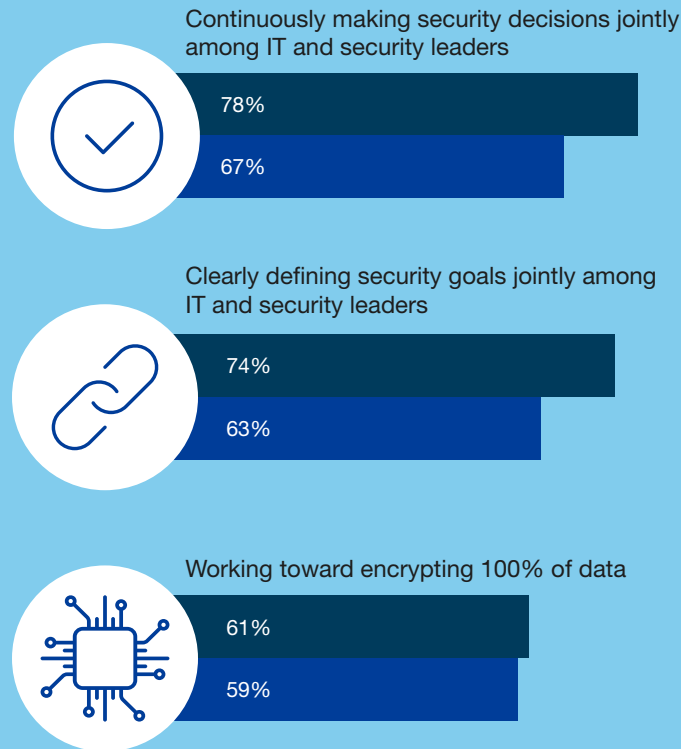 Continuously making security decisions jointly
among IT and security leaders
78%
67%
Clearly defining security goals jointly among
IT and security leaders
74%
63%
Working toward encrypting 100% of data
61%
59%